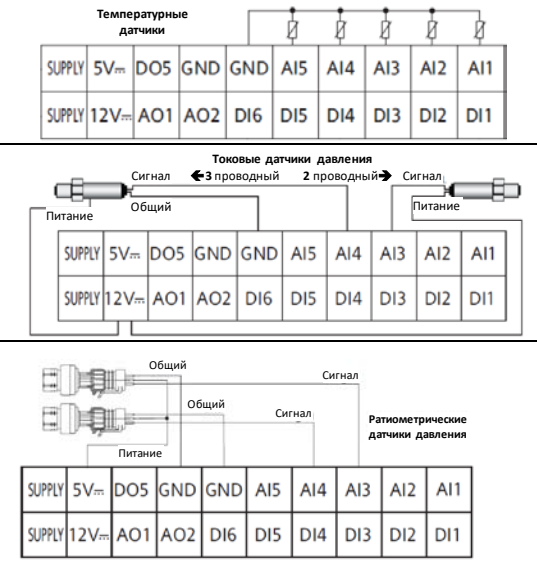 Температурные
датчики
SUPPLY 5V⎓ DO5 GND GND AI5 AI4 AI3 AI2 AI1
SUPPLY 12V⎓ AO1 AO2 DI6 DI5 DI4 DI3 DI2 DI1
Токовые датчики давления
Сигнал 🡸3 проводный 2 проводный🡺 Сигнал
Питание Общий Питание
SUPPLY 5V⎓ DO5 GND GND AI5 AI4 AI3 AI2 AI1
SUPPLY 12V⎓ AO1 AO2 DI6 DI5 DI4 DI3 DI2 DI1
Общий
Сигнал
Общий
Сигнал
Ратиометрические
датчики давления
Питание
SUPPLY 5V⎓ DO5 GND GND AI5 AI4 AI3 AI2 AI1
SUPPLY 12V⎓ AO1 AO2 DI6 DI5 DI4 DI3 DI2 DI1